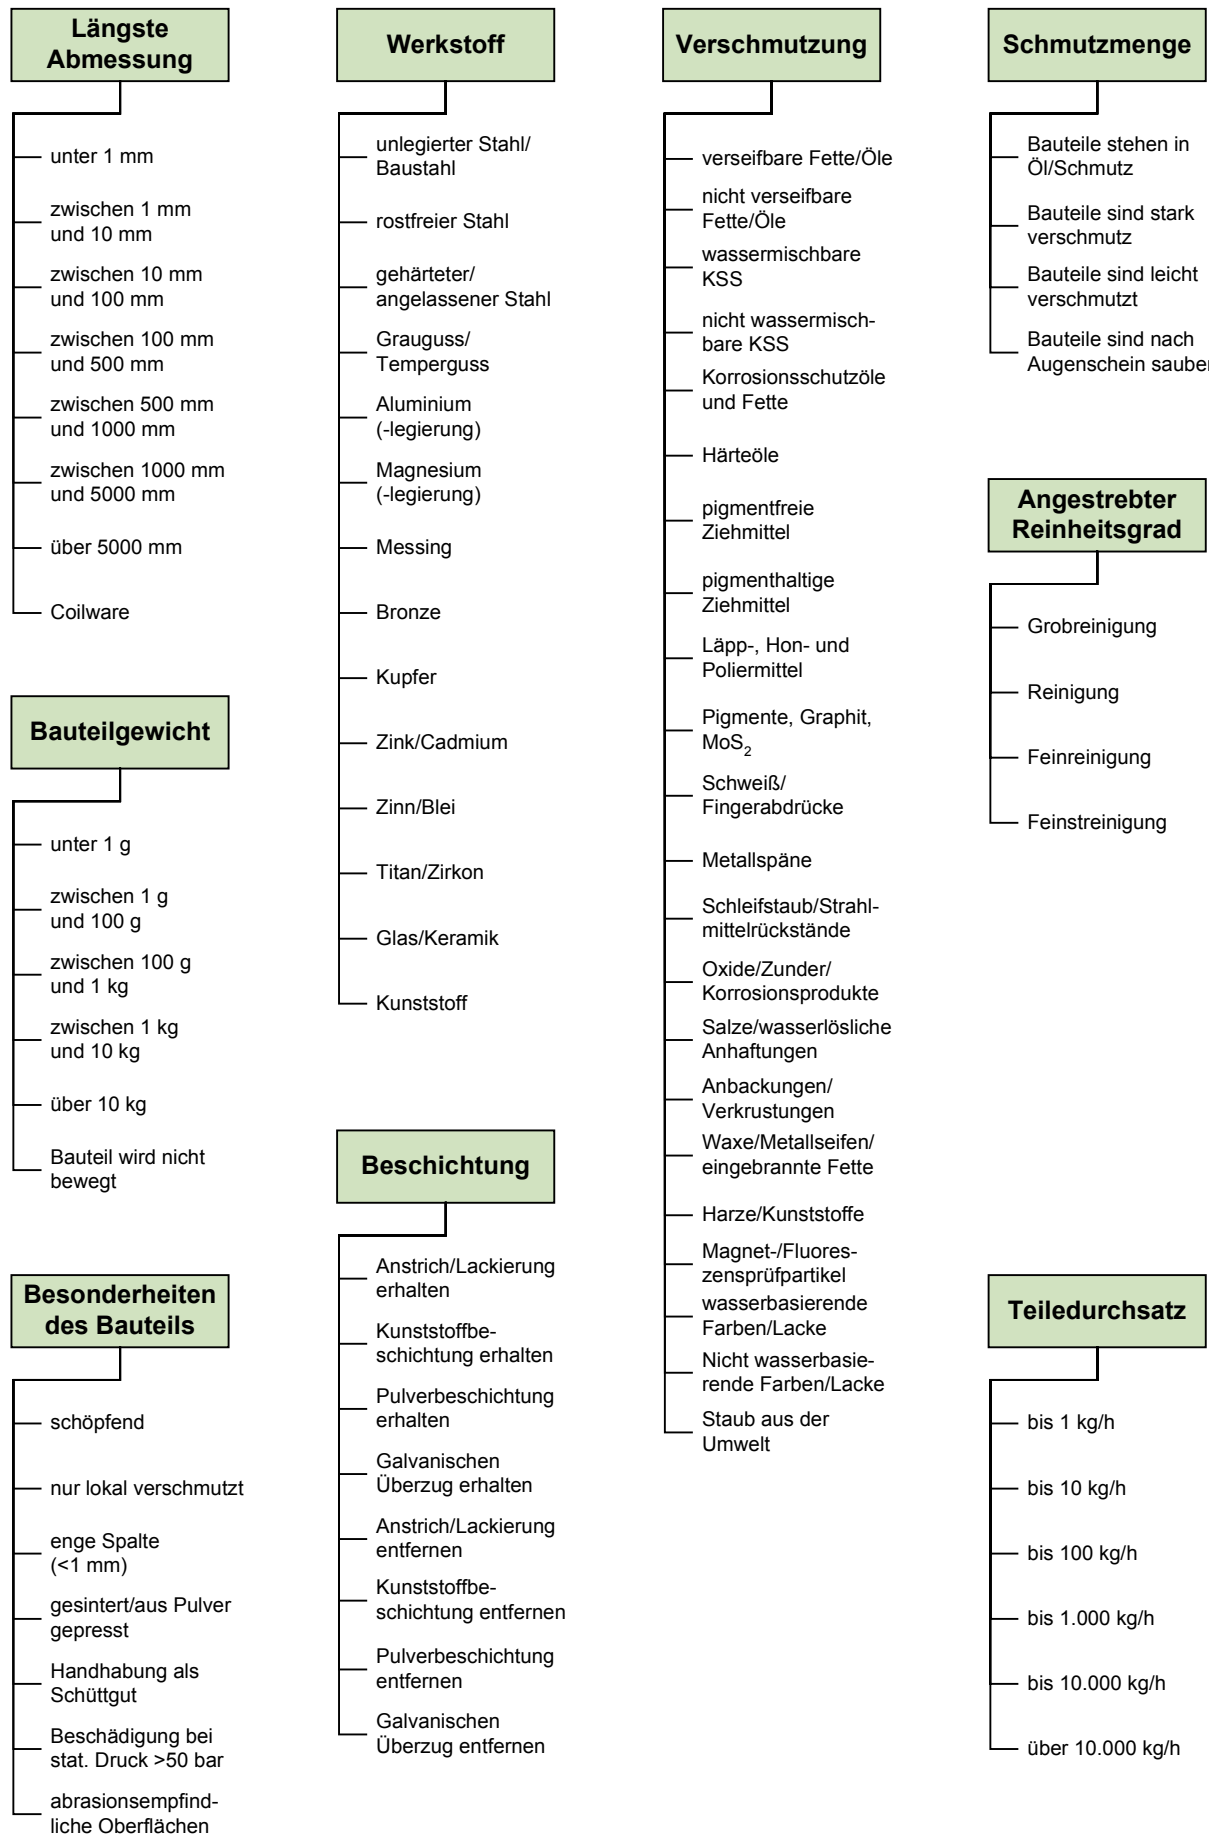 Längste
Abmessung
unter 1 mm
zwischen 1 mm
und 10 mm
zwischen 10 mm
und 100 mm
zwischen 100 mm
und 500 mm
zwischen 500 mm
und 1000 mm
zwischen 1000 mm
und 5000 mm
über 5000 mm
Coilware
Bauteilgewicht
unter 1 g
zwischen 1 g
und 100 g
zwischen 100 g
und 1 kg
zwischen 1 kg
und 10 kg
über 10 kg
Bauteil wird nicht
bewegt
Besonderheiten
des Bauteils
schöpfend
nur lokal verschmutzt
enge Spalte
(<1 mm)
gesintert/aus Pulver
gepresst
Handhabung als
Schüttgut
Beschädigung bei
stat. Druck >50 bar
abrasionsempfind-
liche Oberflächen
Werkstoff
unlegierter Stahl/
Baustahl
rostfreier Stahl
gehärteter/
angelassener Stahl
Grauguss/
Temperguss
Aluminium
(-legierung)
Magnesium
(-legierung)
Messing
Bronze
Kupfer
Zink/Cadmium
Zinn/Blei
Titan/Zirkon
Glas/Keramik
Kunststoff
Beschichtung
Anstrich/Lackierung
erhalten
Kunststoffbe-
schichtung erhalten
Pulverbeschichtung
erhalten
Galvanischen
Überzug erhalten
Anstrich/Lackierung
entfernen
Kunststoffbe-
schichtung entfernen
Pulverbeschichtung
entfernen
Galvanischen
Überzug entfernen
Verschmutzung
verseifbare Fette/Öle
nicht verseifbare
Fette/Öle
wassermischbare
KSS
nicht wassermisch-
bare KSS
Korrosionsschutzöle
und Fette
Härteöle
pigmentfreie
Ziehmittel
pigmenthaltige
Ziehmittel
Läpp-, Hon- und
Poliermittel
Pigmente, Graphit,
MoS₂
Schweiß/
Fingerabdrücke
Metallspäne
Schleifstaub/Strahl-
mittelrückstände
Oxide/Zunder/
Korrosionsprodukte
Salze/wasserlösliche
Anhaftungen
Anbackungen/
Verkrustungen
Waxe/Metallseifen/
eingebrannte Fette
Harze/Kunststoffe
Magnet-/Fluores-
zensprüfpartikel
wasserbasierende
Farben/Lacke
Nicht wasserbasie-
rende Farben/Lacke
Staub aus der
Umwelt
Schmutzmenge
Bauteile stehen in
Öl/Schmutz
Bauteile sind stark
verschmutz
Bauteile sind leicht
verschmutzt
Bauteile sind nach
Augenschein sauber
Angestrebter
Reinheitsgrad
Grobreinigung
Reinigung
Feinreinigung
Feinstreinigung
Teiledurchsatz
bis 1 kg/h
bis 10 kg/h
bis 100 kg/h
bis 1.000 kg/h
bis 10.000 kg/h
über 10.000 kg/h